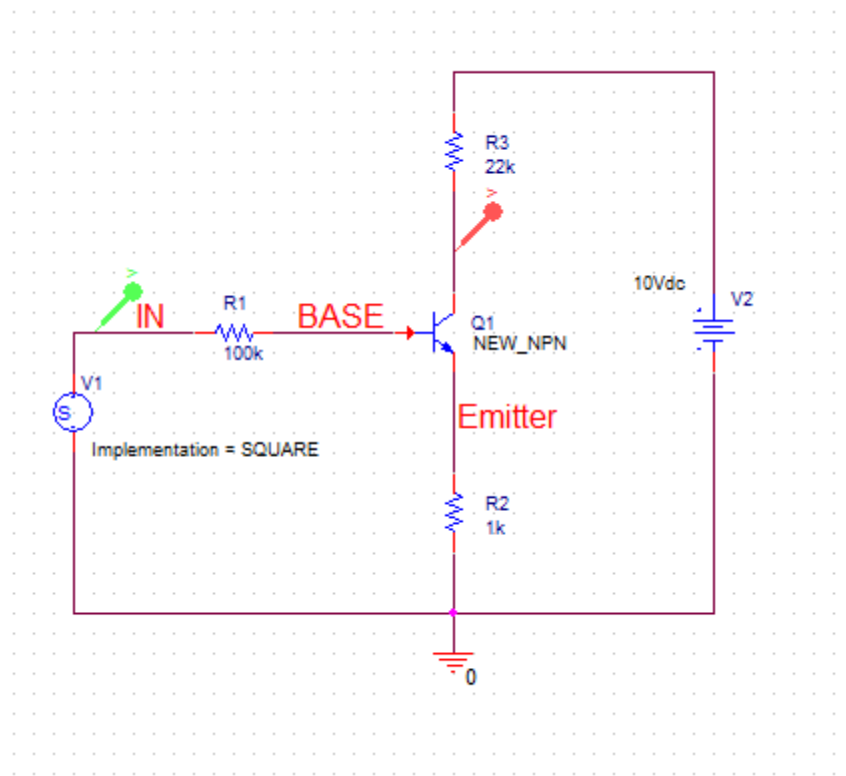 R3
22k
10Vdc
V2
IN
R1
BASE
100k
Q1
NEW_NPN
V1
S
Emitter
Implementation = SQUARE
R2
1k
0